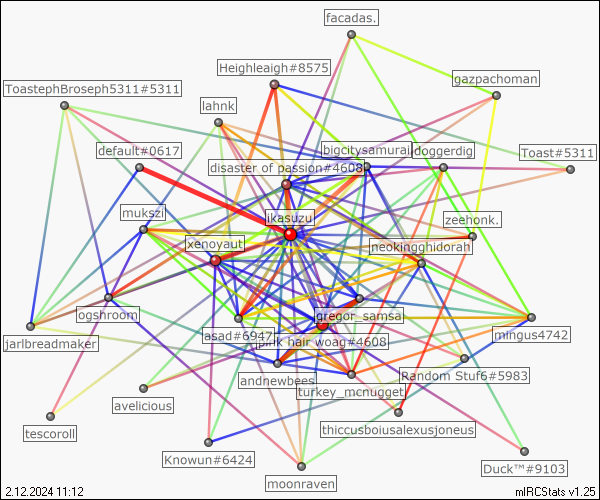 facadas.
Heighleaigh#8575
gazpachoman
ToastephBroseph5311#5311
lahnk
default#0617
bigcitysamurai
doggerdig
Toast#5311
disaster of passion#4608
mukszi
ikasuzu
zeehonk.
xenoyaut
neokingghidorah
ogshroom
gregor_samsa
jarlbreadmaker
asad#6947
pink hair woag#4608
mingus4742
andnewbees
turkey_mcnugget
Random Stuf6#5983
avelicious
tescoroll
thiccusboiusalexusjoneus
Knowun#6424
moonraven
Duck™#9103
2.12.2024 11:12
mIRCStats v1.25